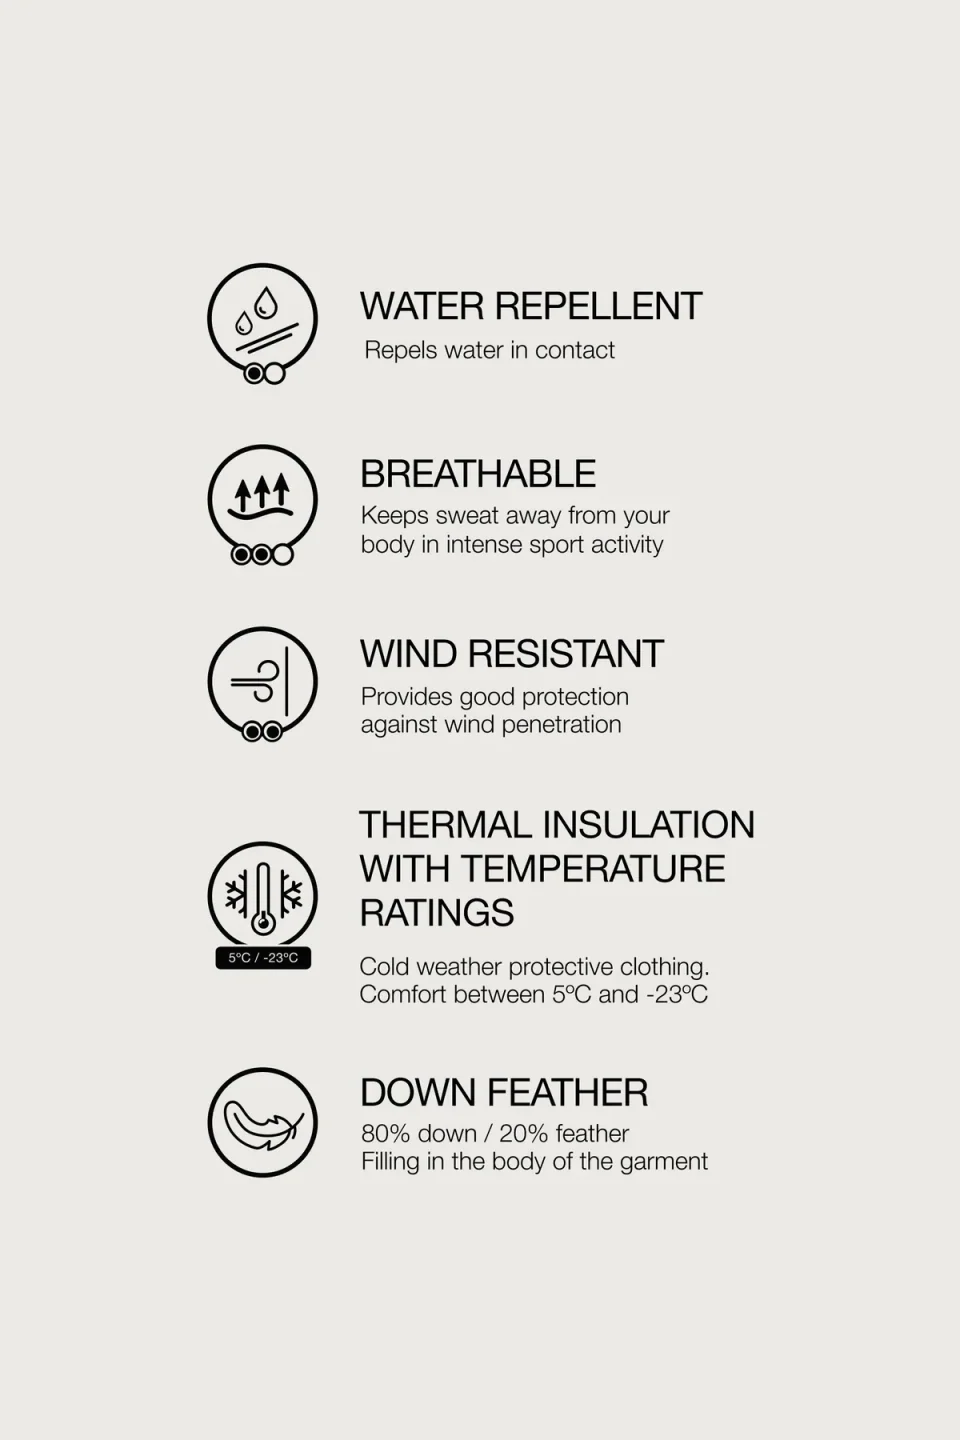 WATER REPELLENT
Repels water in contact
BREATHABLE
Keeps sweat away from your
body in intense sport activity
WIND RESISTANT
Provides good protection
against wind penetration
THERMAL INSULATION
WITH TEMPERATURE
RATINGS
5ºC / -23ºC
Cold weather protective clothing.
Comfort between 5ºC and -23ºC
DOWN FEATHER
80% down / 20% feather
Filling in the body of the garment